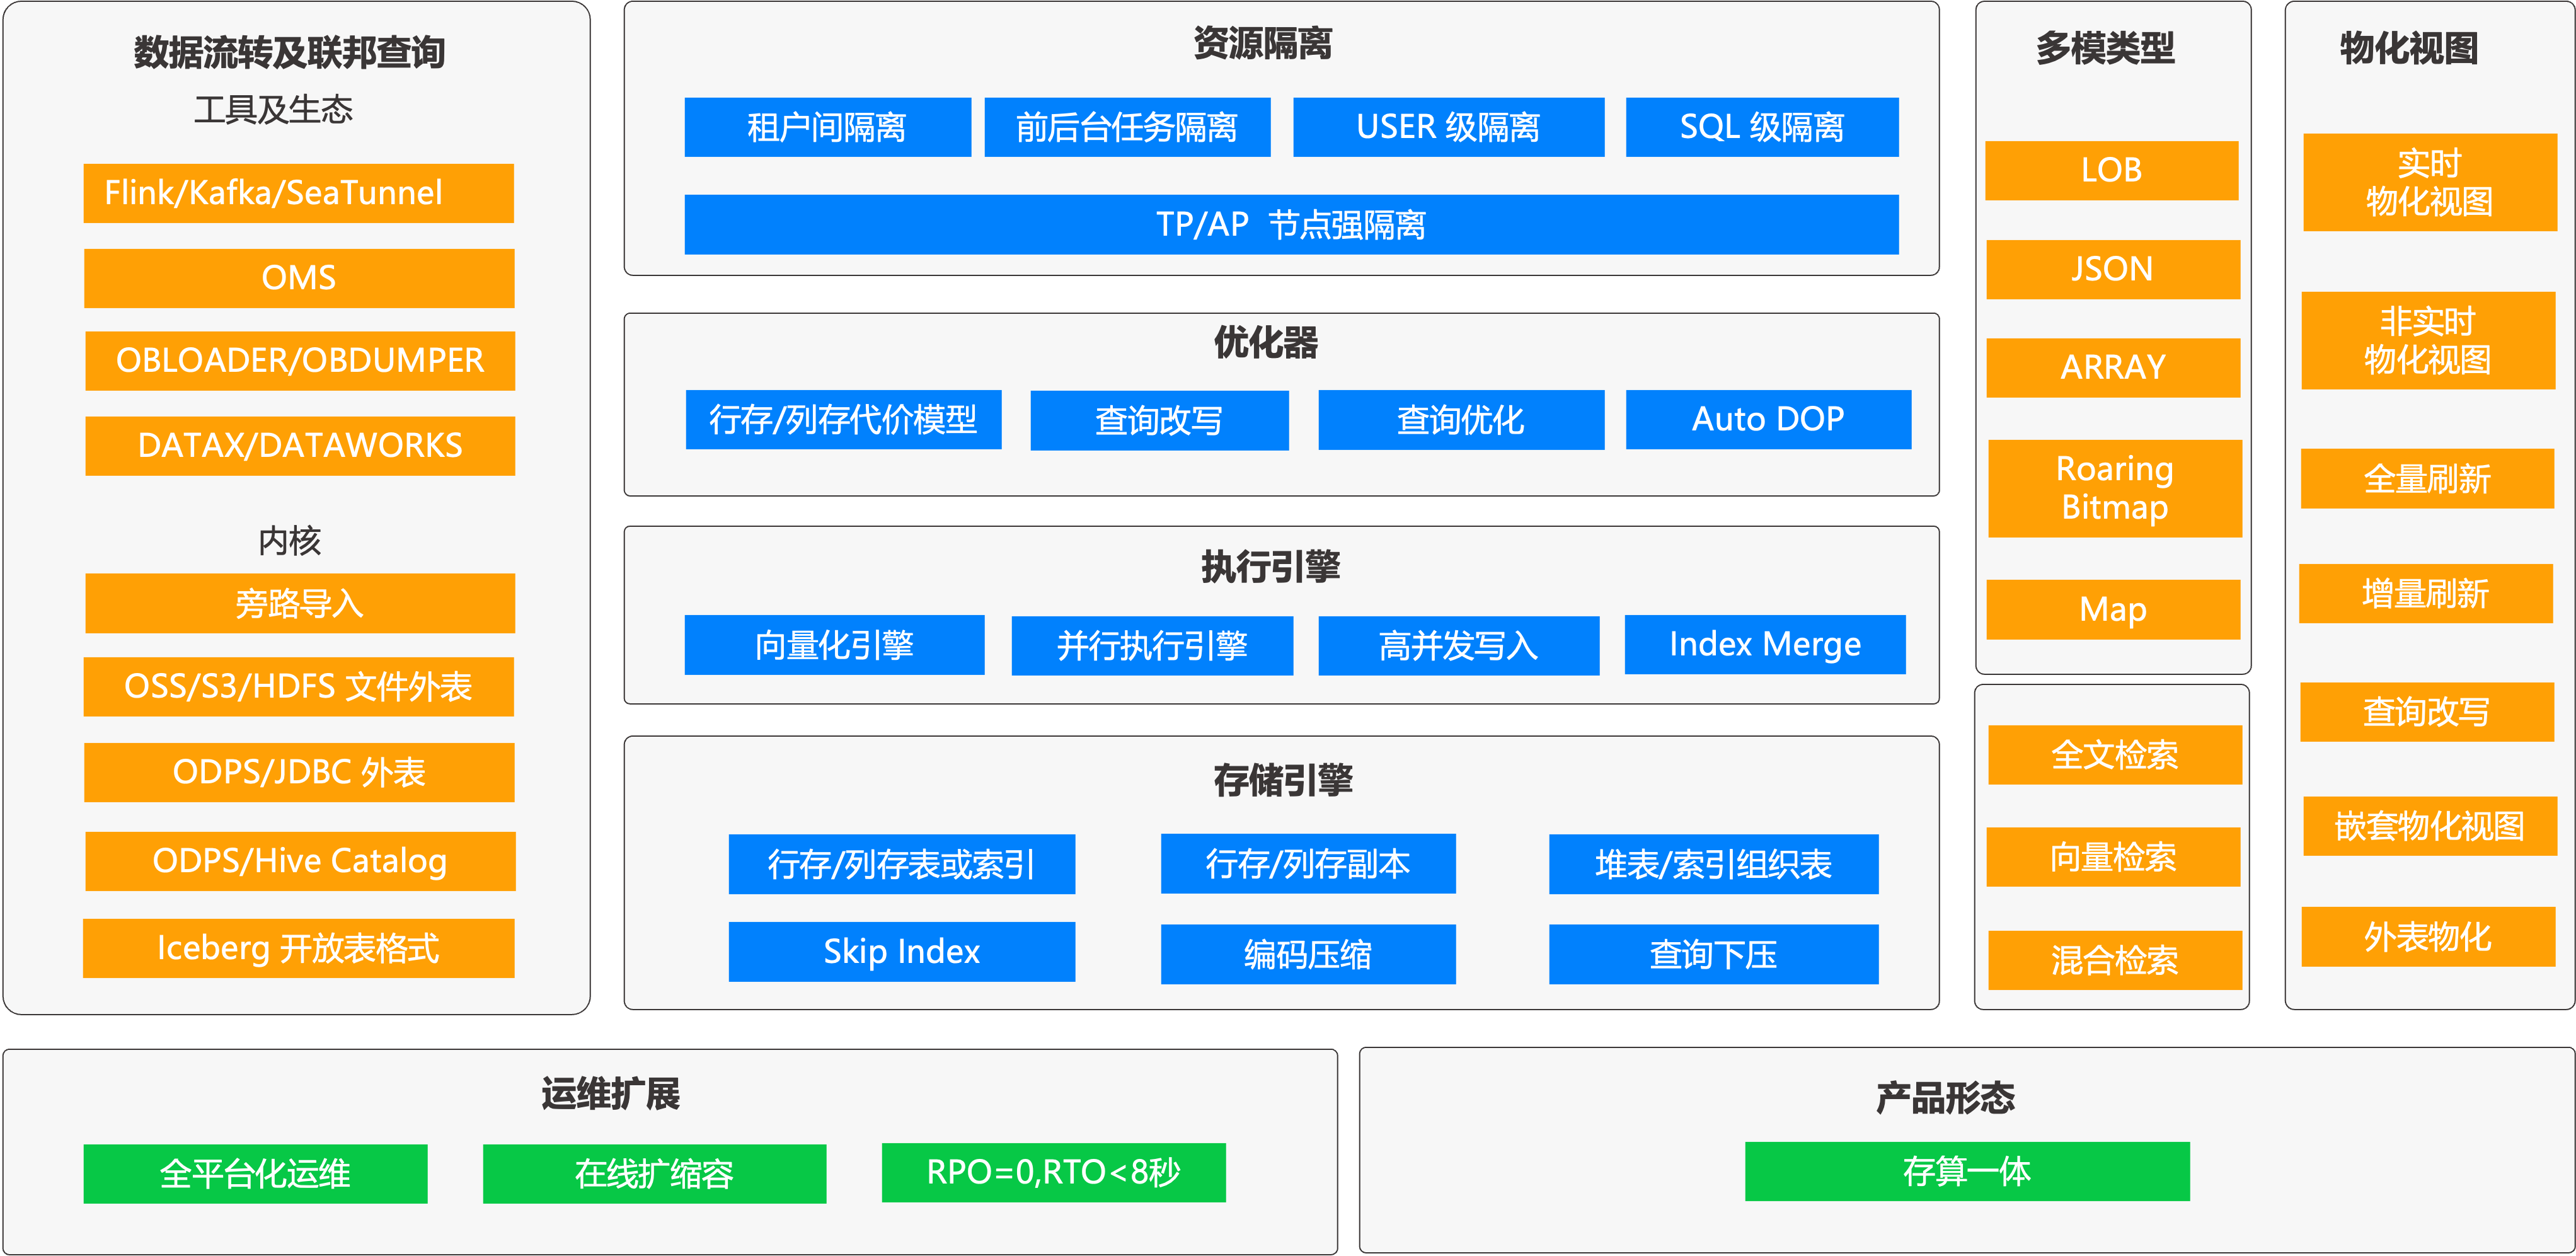 数据流转及联邦查询
工具及生态
Flink/Kafka/SeaTunnel
OMS
OBLOADER/OBDUMPER
DATAX/DATAWORKS
内核
旁路导入
OSS/S3/HDFS 文件外表
ODPS/JDBC 外表
ODPS/Hive Catalog
Iceberg 开放表格式
资源隔离
租户间隔离
前后台任务隔离
USER 级隔离
SQL 级隔离
TP/AP 节点强隔离
优化器
行存/列存代价模型
查询改写
查询优化
Auto DOP
执行引擎
向量化引擎
并行执行引擎
高并发写入
Index Merge
存储引擎
行存/列存表或索引
行存/列存副本
堆表/索引组织表
Skip Index
编码压缩
查询下压
多模类型
LOB
JSON
ARRAY
Roaring
Bitmap
Map
全文检索
向量检索
混合检索
物化视图
实时
物化视图
非实时
物化视图
全量刷新
增量刷新
查询改写
嵌套物化视图
外表物化
运维扩展
全平台化运维
在线扩缩容
RPO=0,RTO<8秒
产品形态
存算一体